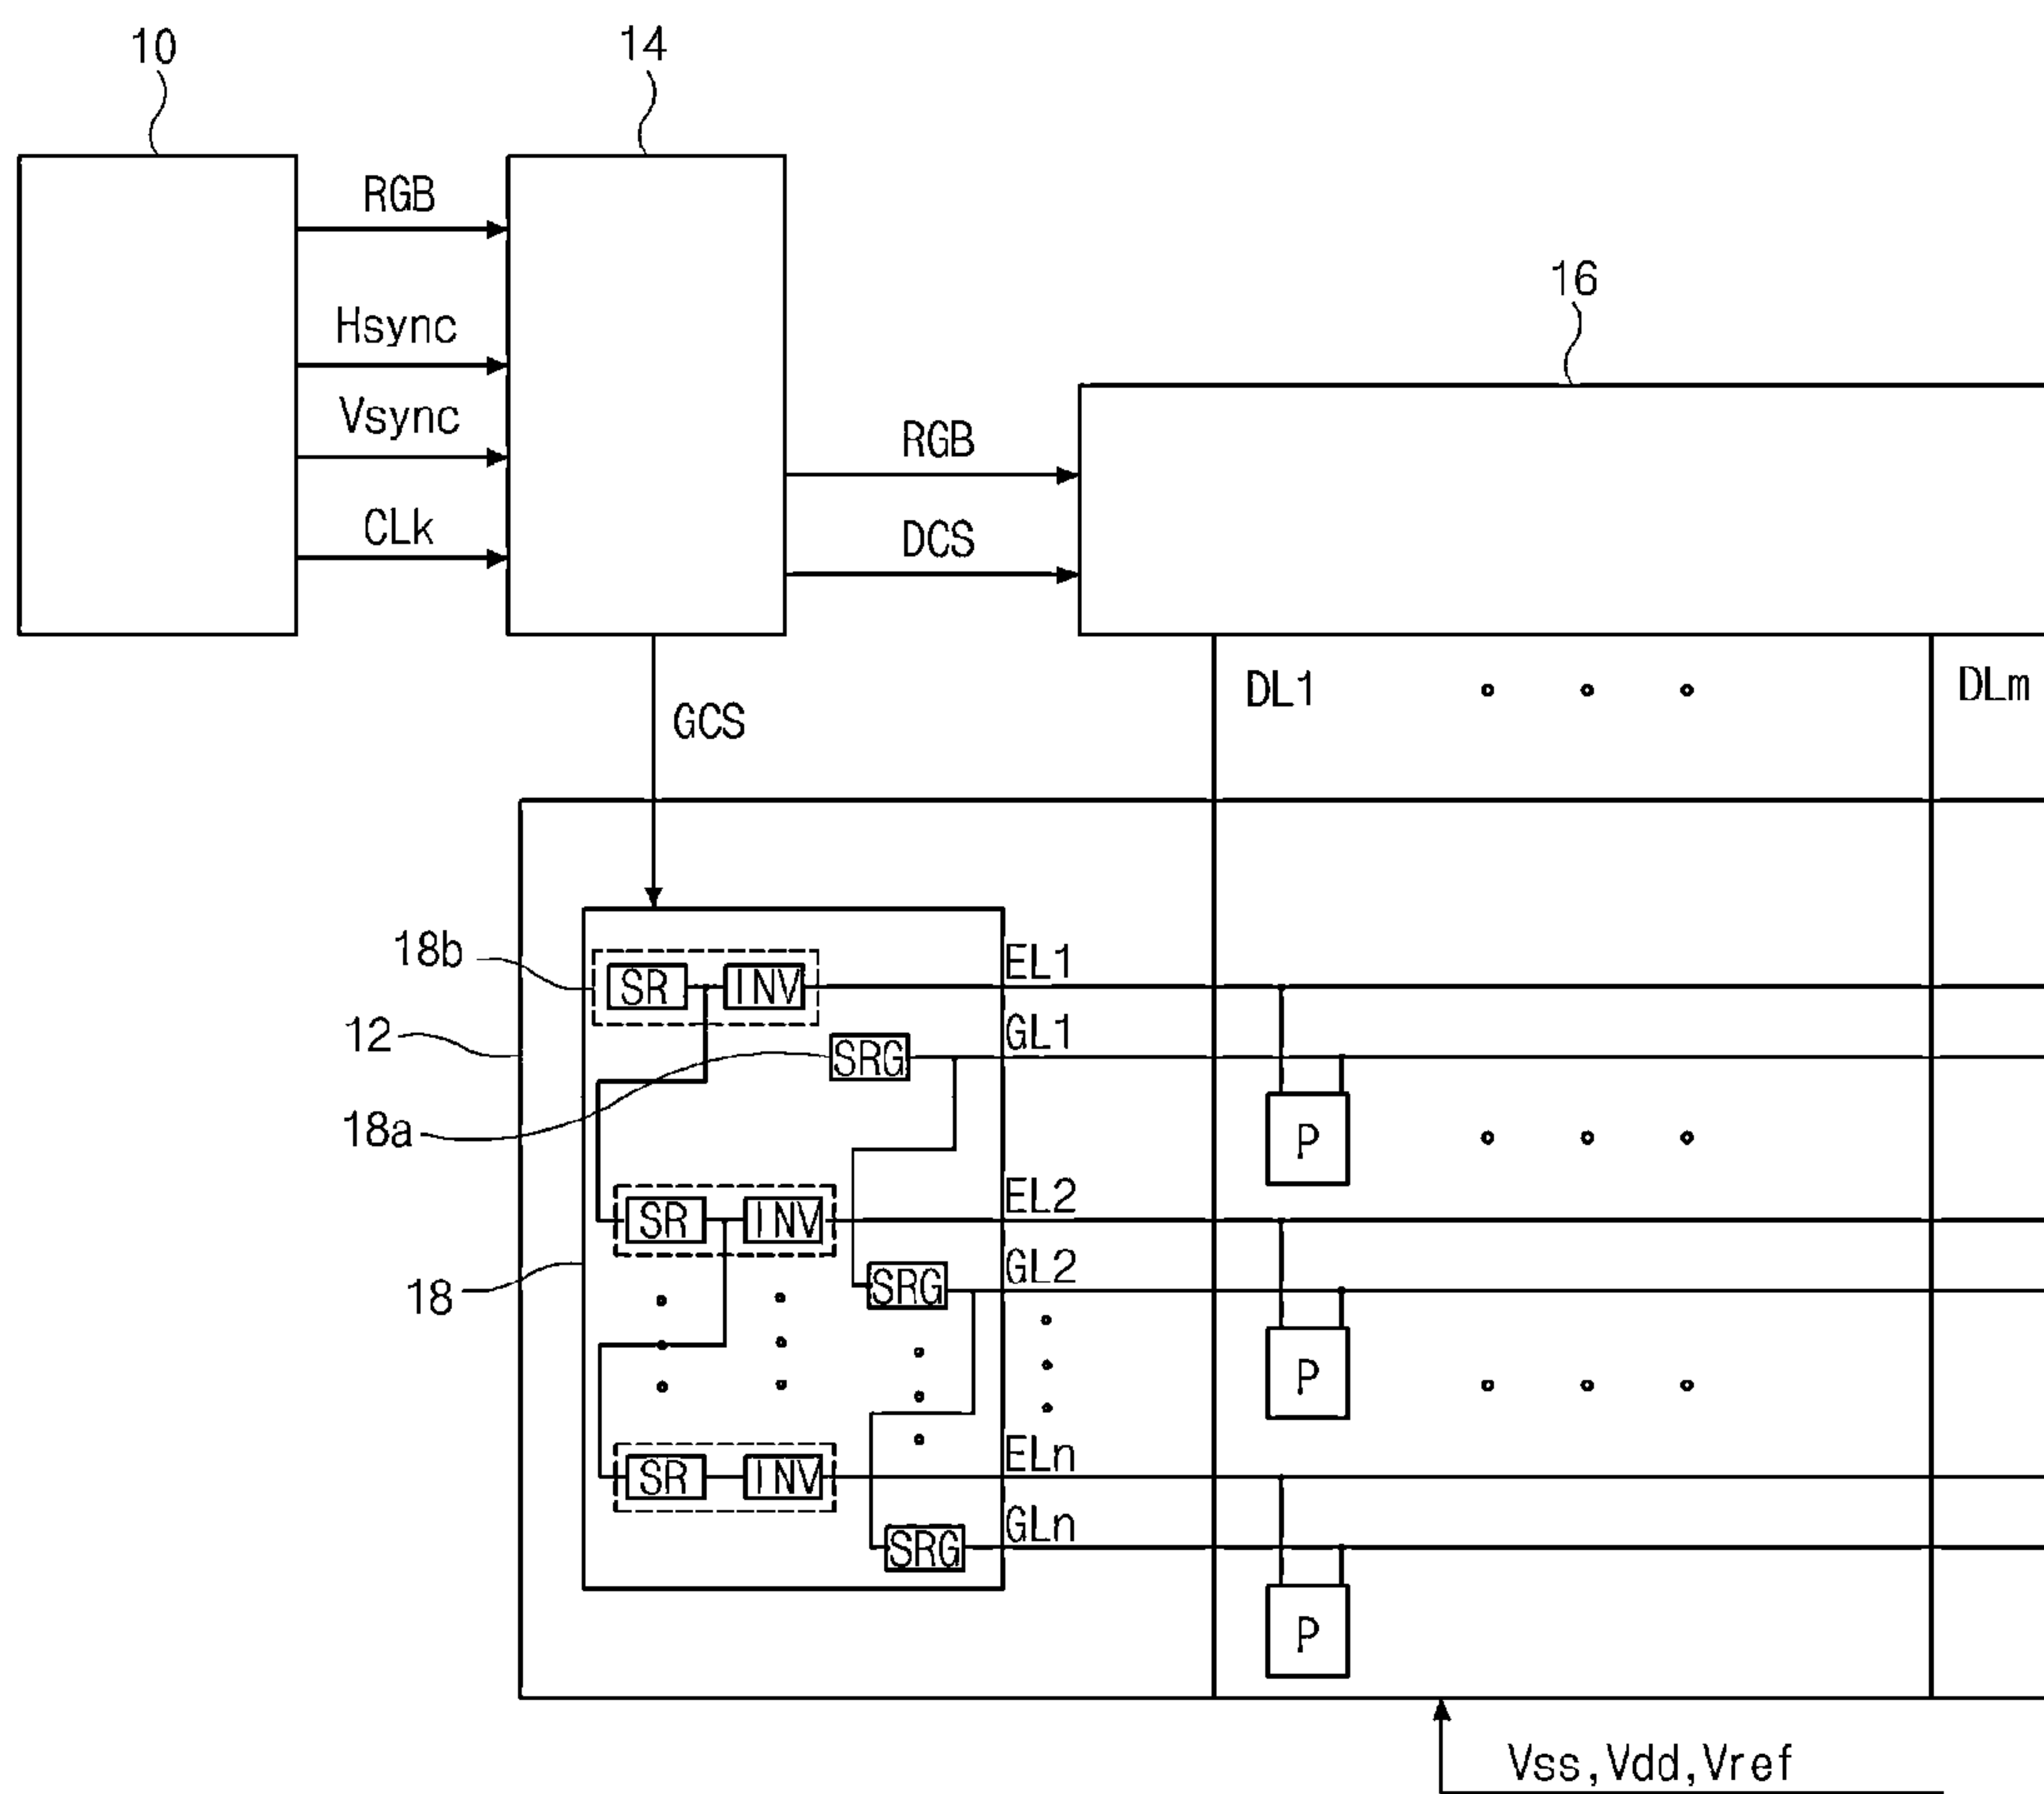 10
14
RGB
Hsync
Vsync
CLk
16
RGB
DCS
GCS
DL1
DLm
18b
SR
INV
EL1
12
GL1
SRG
18a
P
SR
INV
EL2
GL2
18
SRG
P
SR
INV
ELn
GLn
SRG
P
Vss,Vdd,Vref